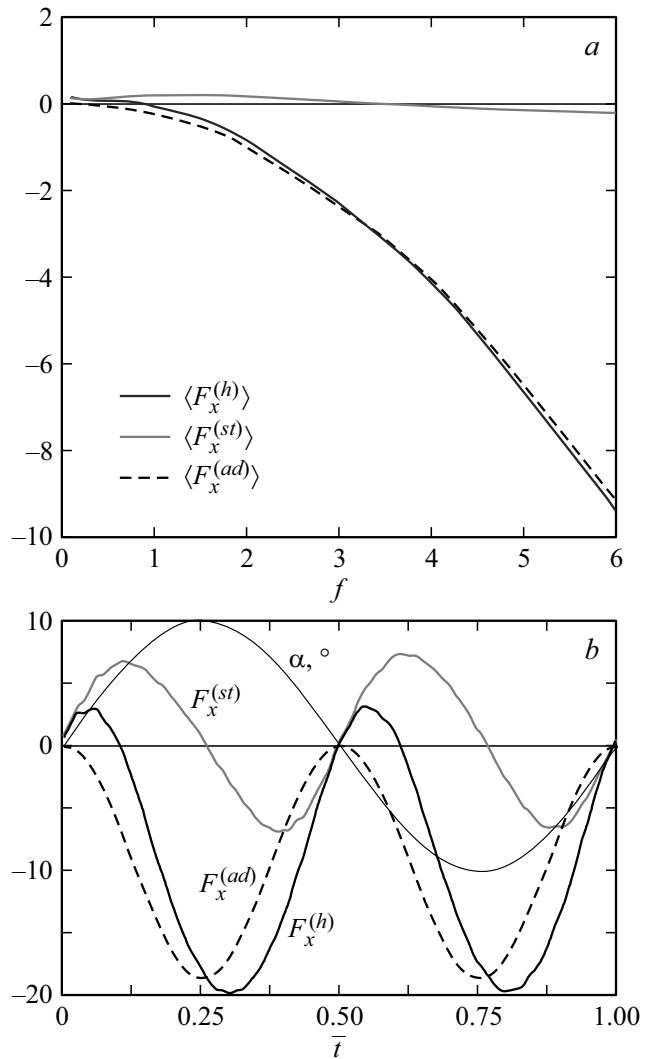 2
a
0
–2
–4
–6
⟨F_x^(h)⟩
⟨F_x^(st)⟩
–8
⟨F_x^(ad)⟩
–10
0 1 2 3 4 5 6
f
10
b
α, °
F_x^(st)
0
–10
F_x^(ad)
F_x^(h)
–20
0 0.25 0.50 0.75 1.00
t̅